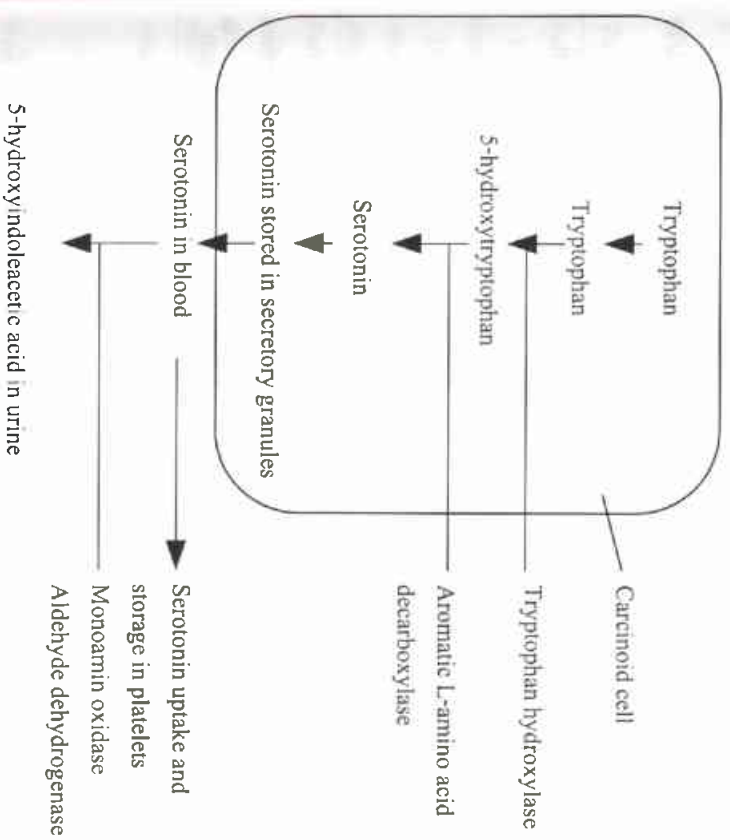 Tryptophan
Tryptophan
5-hydroxytryptophan
Serotonin
Serotonin stored in secretory granules
Serotonin in blood
5-hydroxyindoleacetic acid in urine
Carcinoid cell
Tryptophan hydroxylase
Aromatic L-amino acid
decarboxylase
Serotonin uptake and
storage in platelets
Monoamin oxidase
Aldehyde dehydrogenase